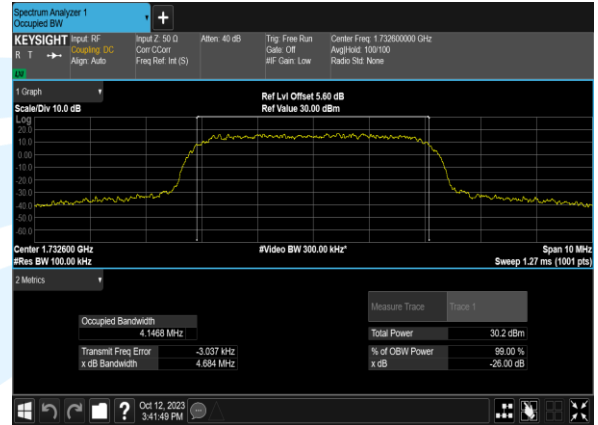 Spectrum Analyzer 1
Occupied BW
KEYSIGHT Input: RF Input Z: 50 Ω Atten: 40 dB Trig: Free Run Center Freq: 1.732600000 GHz
R T Coupling: DC Corr CCorr Gate: Off Avg|Hold: 100/100
Align: Auto Freq Ref: Int (S) #IF Gain: Low Radio Std: None
1 Graph
Ref Lvl Offset 5.60 dB
Scale/Div 10.0 dB Ref Value 30.00 dBm
Log
20.0
10.0
0.00
-10.0
-20.0
-30.0
-40.0
-50.0
-60.0
Center 1.732600 GHz #Video BW 300.00 kHz* Span 10 MHz
#Res BW 100.00 kHz Sweep 1.27 ms (1001 pts)
2 Metrics
Measure Trace Trace 1
Occupied Bandwidth
4.1468 MHz Total Power 30.2 dBm
Transmit Freq Error -3.037 kHz % of OBW Power 99.00 %
x dB Bandwidth 4.684 MHz x dB -26.00 dB
? Oct 12, 2023
3:41:49 PM